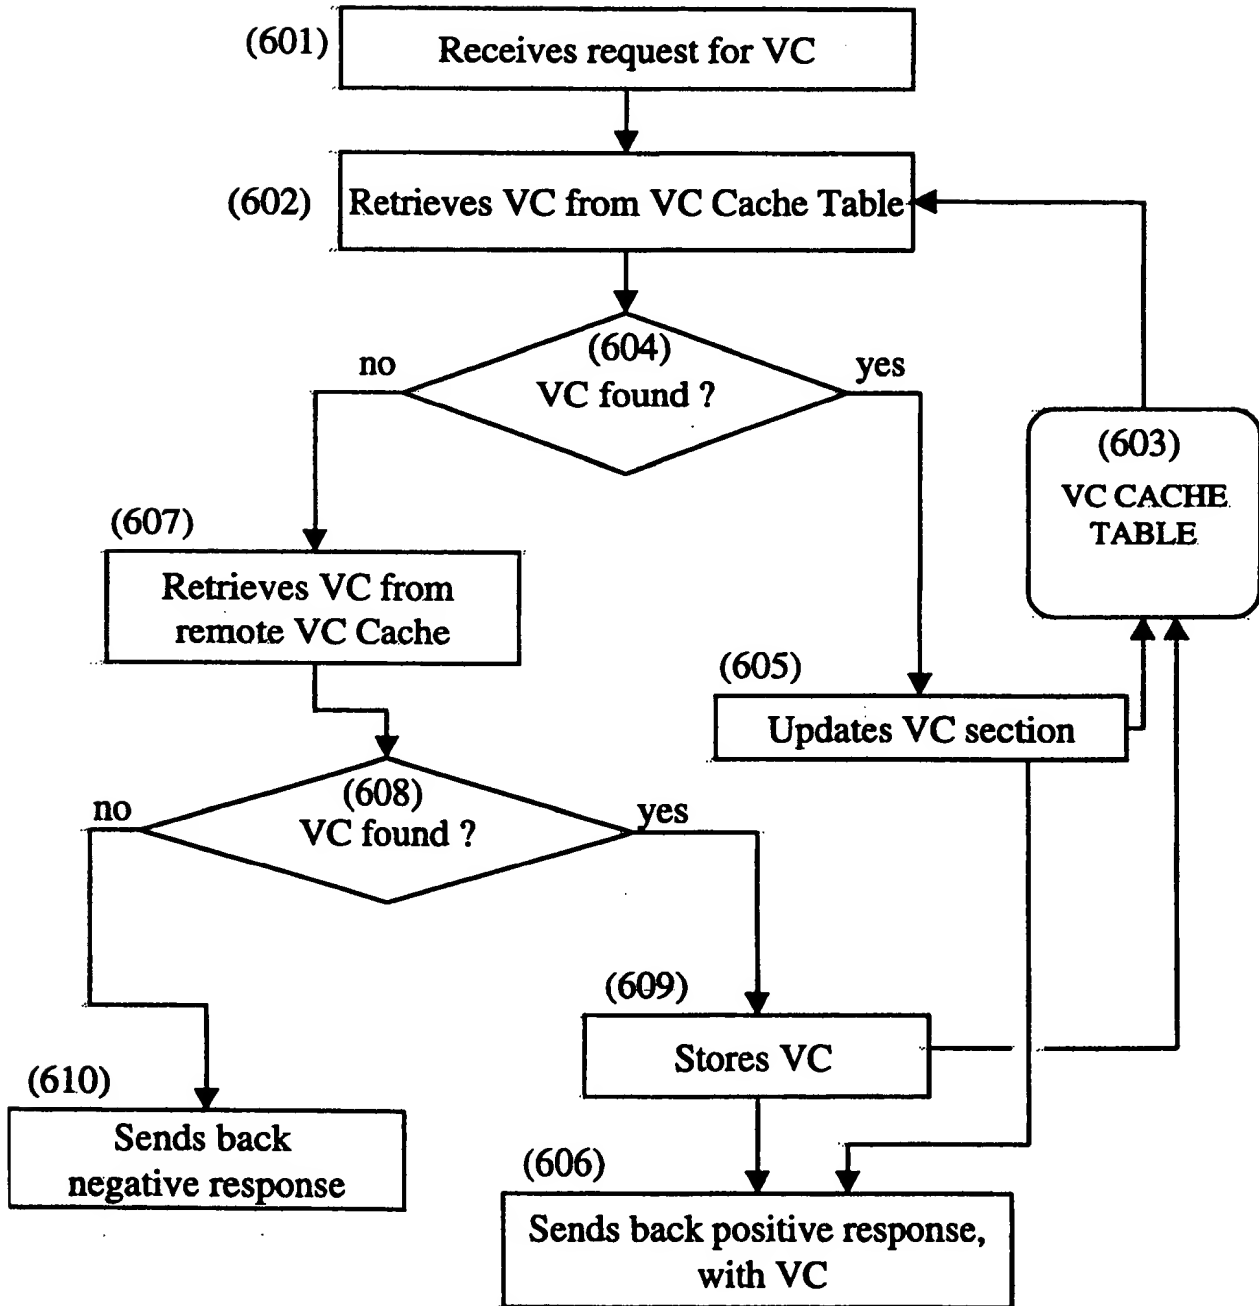 (601)
Receives request for VC
(602)
Retrieves VC from VC Cache Table
(604)
no
yes
VC found ?
(603)
VC CACHE
TABLE
(607)
Retrieves VC from
remote VC Cache
(605)
Updates VC section
(608)
no
yes
VC found ?
(609)
Stores VC
(610)
Sends back
negative response
(606)
Sends back positive response,
with VC